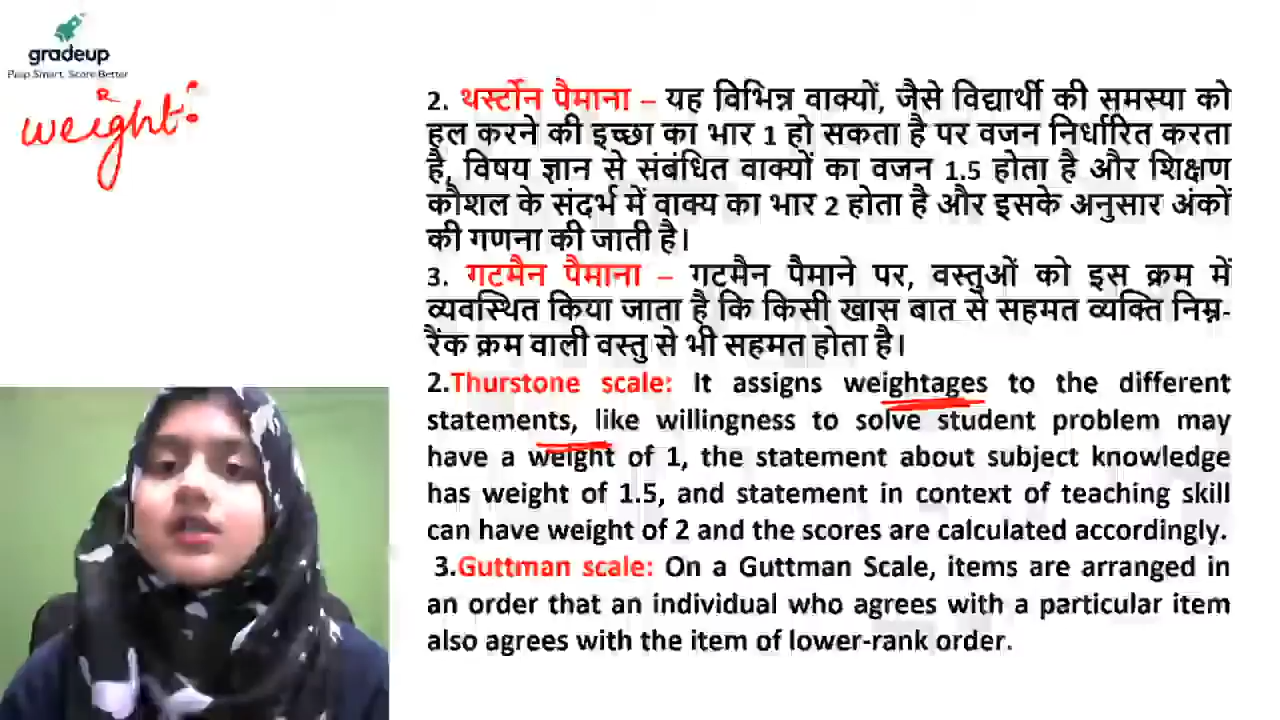 gradeup
Prep Smart. Score Better
weight:
2. थर्स्टोन पैमाना – यह विभिन्न वाक्यों, जैसे विद्यार्थी की समस्या को
हल करने की इच्छा का भार 1 हो सकता है पर वजन निर्धारित करता
है, विषय ज्ञान से संबंधित वाक्यों का वजन 1.5 होता है और शिक्षण
कौशल के संदर्भ में वाक्य का भार 2 होता है और इसके अनुसार अंकों
की गणना की जाती है।
3. गटमैन पैमाना – गटमैन पैमाने पर, वस्तुओं को इस क्रम में
व्यवस्थित किया जाता है कि किसी खास बात से सहमत व्यक्ति निम्न-
रैंक क्रम वाली वस्तु से भी सहमत होता है।
2.Thurstone scale: It assigns weightages to the different
statements, like willingness to solve student problem may
have a weight of 1, the statement about subject knowledge
has weight of 1.5, and statement in context of teaching skill
can have weight of 2 and the scores are calculated accordingly.
3.Guttman scale: On a Guttman Scale, items are arranged in
an order that an individual who agrees with a particular item
also agrees with the item of lower-rank order.